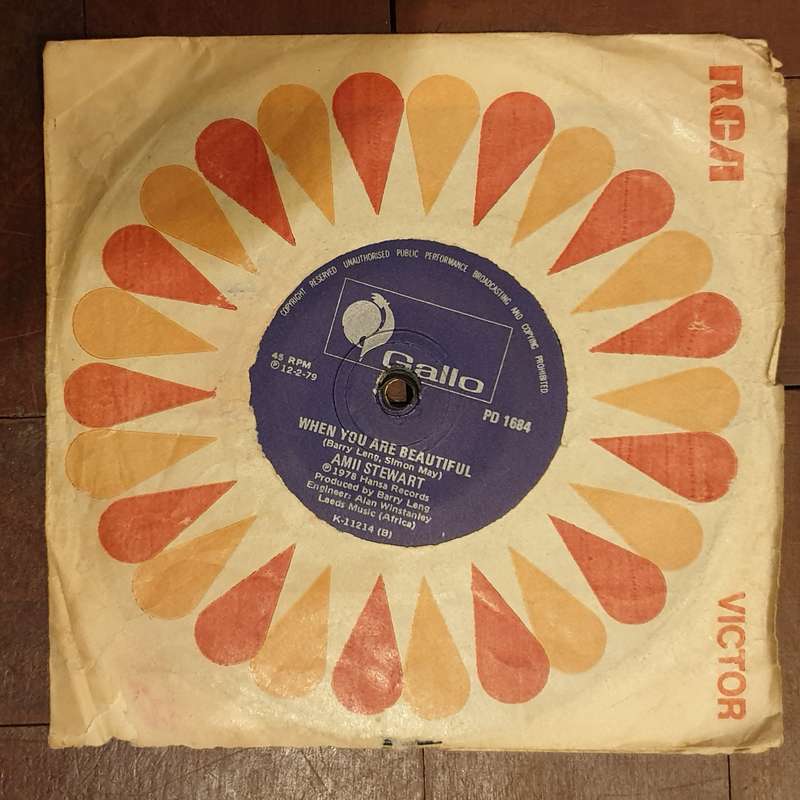 RCA
VICTOR
COPYRIGHT RESERVED UNAUTHORISED PUBLIC PERFORMANCE BROADCASTING AND COPYING PROHIBITED
Gallo
45 RPM
Ⓟ12-2-79
PD 1684
WHEN YOU ARE BEAUTIFUL
(Barry Leng, Simon May)
AMII STEWART
Ⓟ1978 Hansa Records
Produced by Barry Leng
Engineer: Alan Winstanley
Leeds Music (Africa)
K-11214 (B)